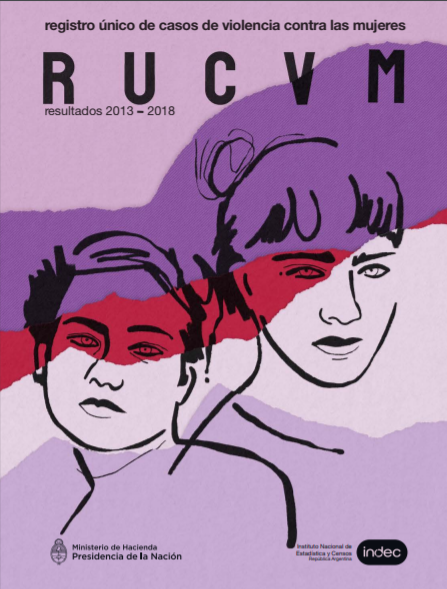 registro único de casos de violencia contra las mujeres
RUCVM
resultados 2013 – 2018
Ministerio de Hacienda
Presidencia de la Nación
Instituto Nacional de
Estadística y Censos
República Argentina
indec